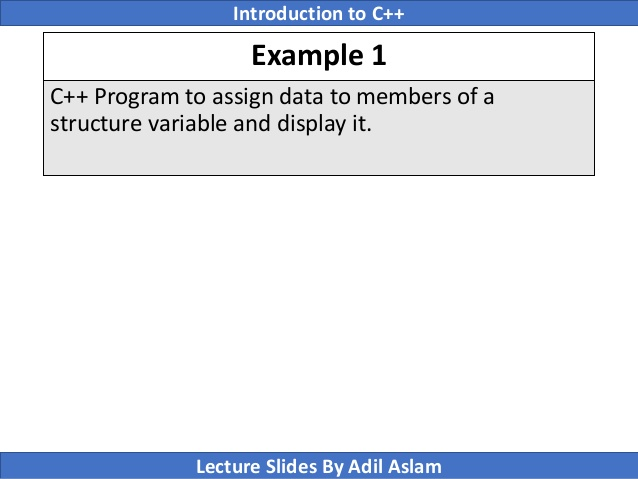 Introduction to C++
Example 1
C++ Program to assign data to members of a
structure variable and display it.
Lecture Slides By Adil Aslam